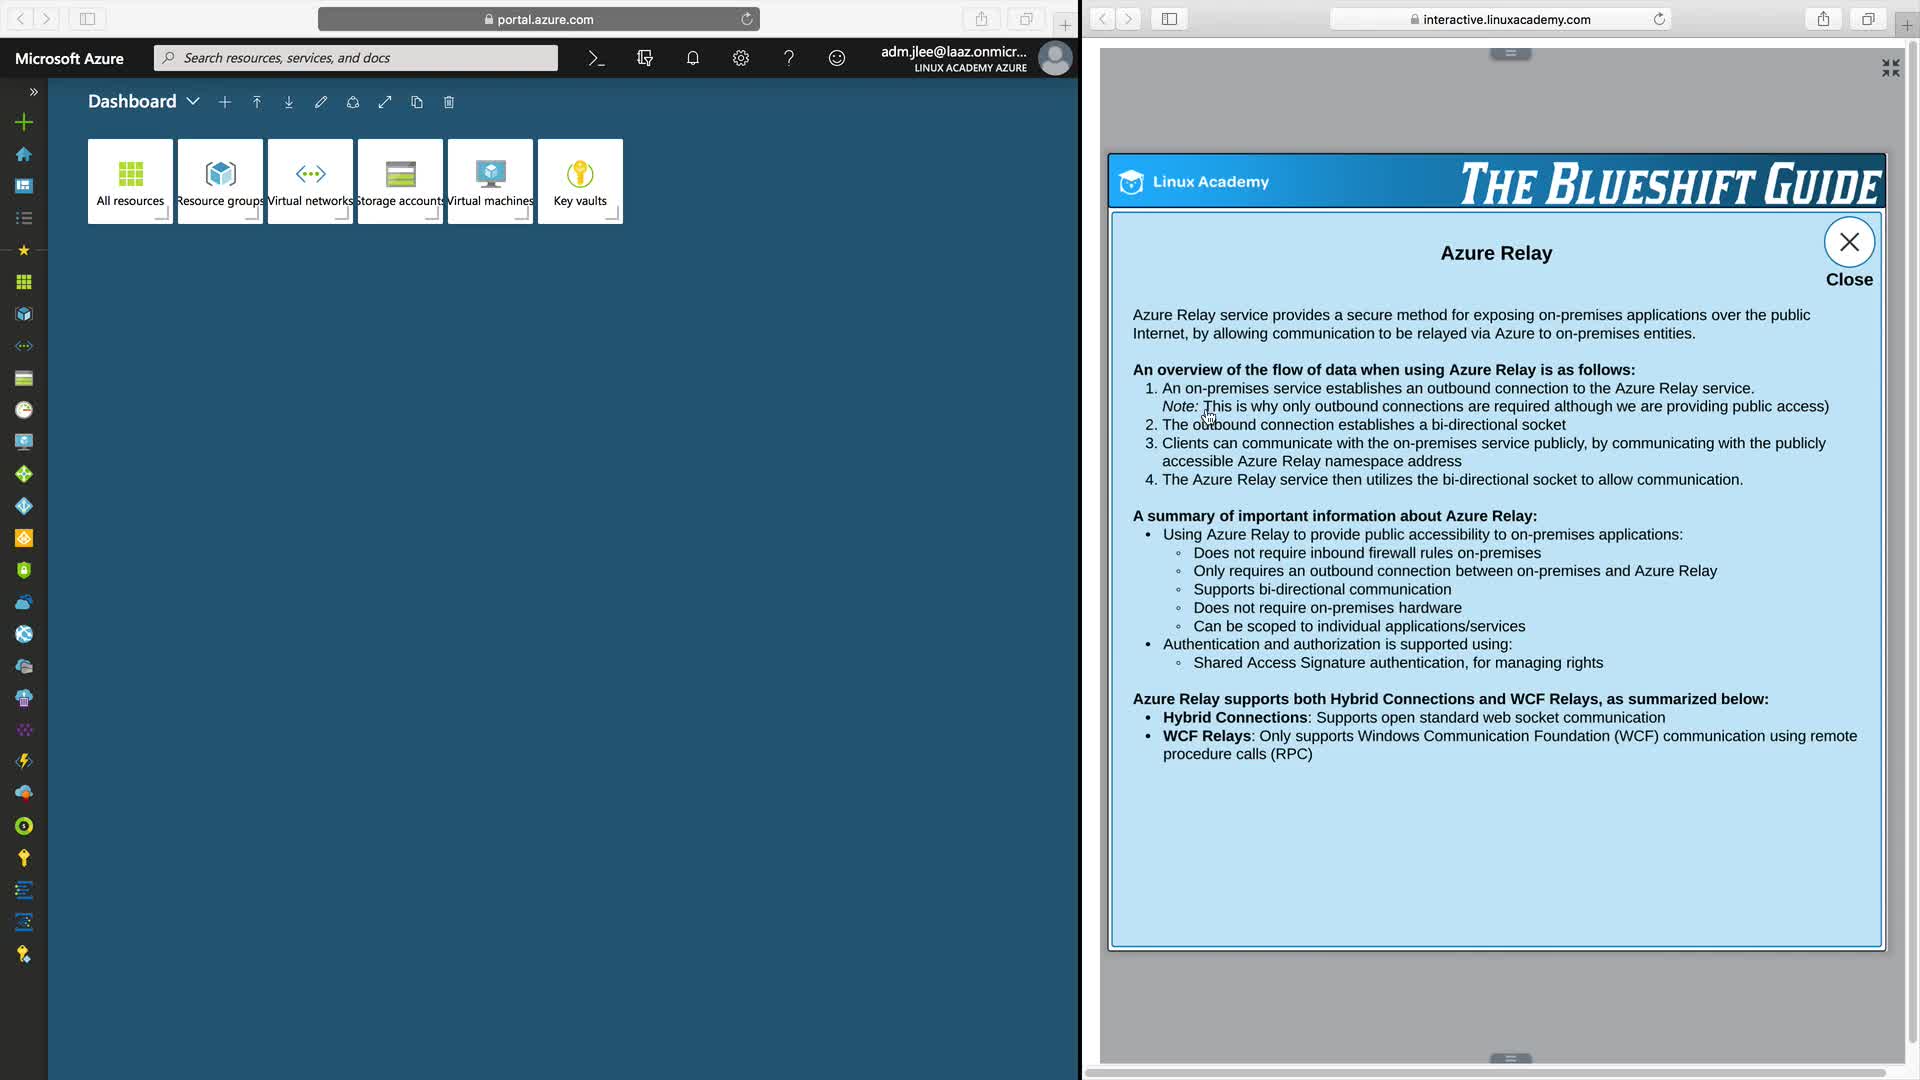 portal.azure.com
interactive.linuxacademy.com
Microsoft Azure
Search resources, services, and docs
adm.jlee@laaz.onmicr...
LINUX ACADEMY AZURE
Dashboard
All resources
Resource groups
Virtual networks
Storage accounts
Virtual machines
Key vaults
Linux Academy
THE BLUESHIFT GUIDE
Azure Relay
Close
Azure Relay service provides a secure method for exposing on-premises applications over the public
Internet, by allowing communication to be relayed via Azure to on-premises entities.
An overview of the flow of data when using Azure Relay is as follows:
1. An on-premises service establishes an outbound connection to the Azure Relay service.
Note: This is why only outbound connections are required although we are providing public access)
2. The outbound connection establishes a bi-directional socket
3. Clients can communicate with the on-premises service publicly, by communicating with the publicly
accessible Azure Relay namespace address
4. The Azure Relay service then utilizes the bi-directional socket to allow communication.
A summary of important information about Azure Relay:
• Using Azure Relay to provide public accessibility to on-premises applications:
◦ Does not require inbound firewall rules on-premises
◦ Only requires an outbound connection between on-premises and Azure Relay
◦ Supports bi-directional communication
◦ Does not require on-premises hardware
◦ Can be scoped to individual applications/services
• Authentication and authorization is supported using:
◦ Shared Access Signature authentication, for managing rights
Azure Relay supports both Hybrid Connections and WCF Relays, as summarized below:
• Hybrid Connections: Supports open standard web socket communication
• WCF Relays: Only supports Windows Communication Foundation (WCF) communication using remote
procedure calls (RPC)